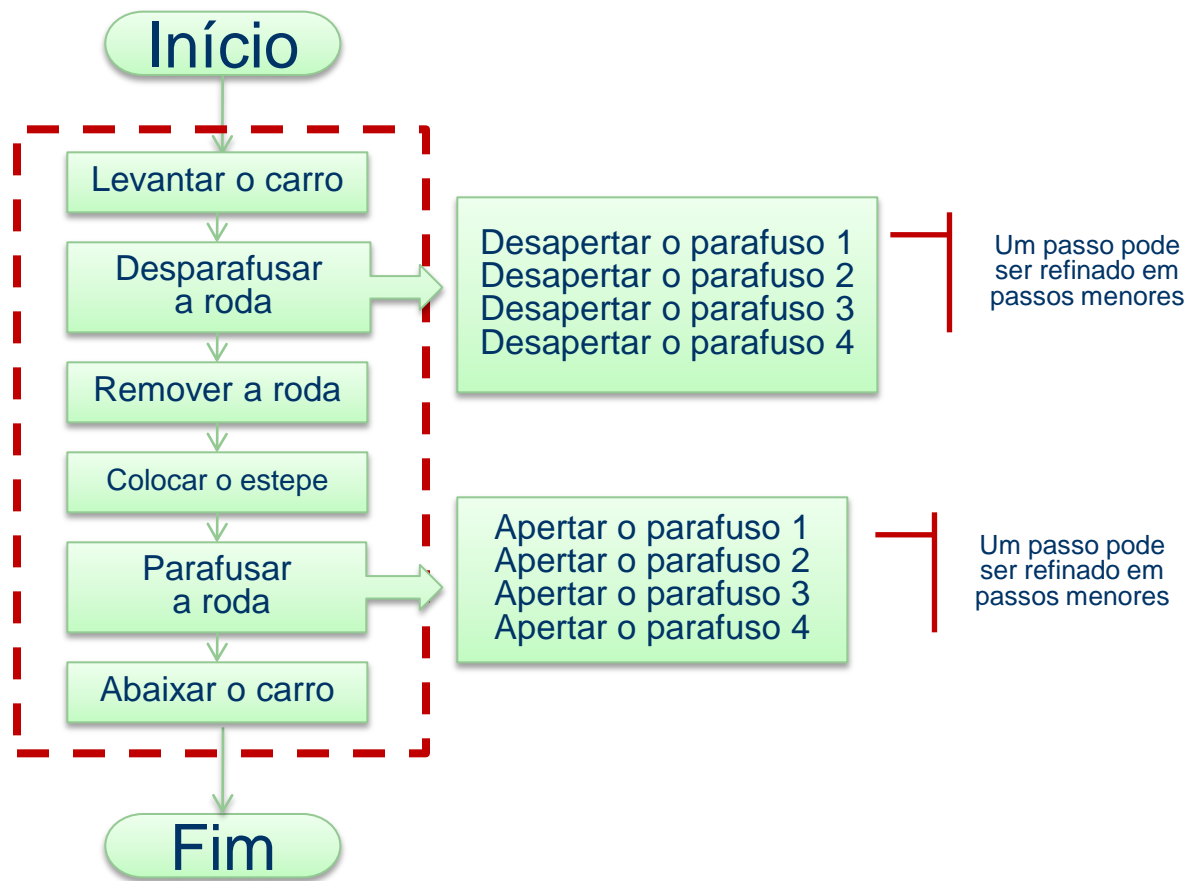 Início
Levantar o carro
Desparafusar
a roda
Desapertar o parafuso 1
Desapertar o parafuso 2
Desapertar o parafuso 3
Desapertar o parafuso 4
Um passo pode
ser refinado em
passos menores
Remover a roda
Colocar o estepe
Parafusar
a roda
Apertar o parafuso 1
Apertar o parafuso 2
Apertar o parafuso 3
Apertar o parafuso 4
Um passo pode
ser refinado em
passos menores
Abaixar o carro
Fim